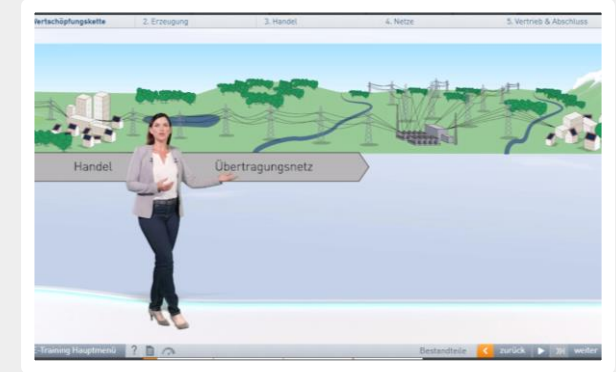 Wertschöpfungskette 2. Erzeugung 3. Handel 4. Netze 5. Vertrieb & Abschluss
Handel Übertragungsnetz
-Training Hauptmenü ? Bestandteile zurück weiter